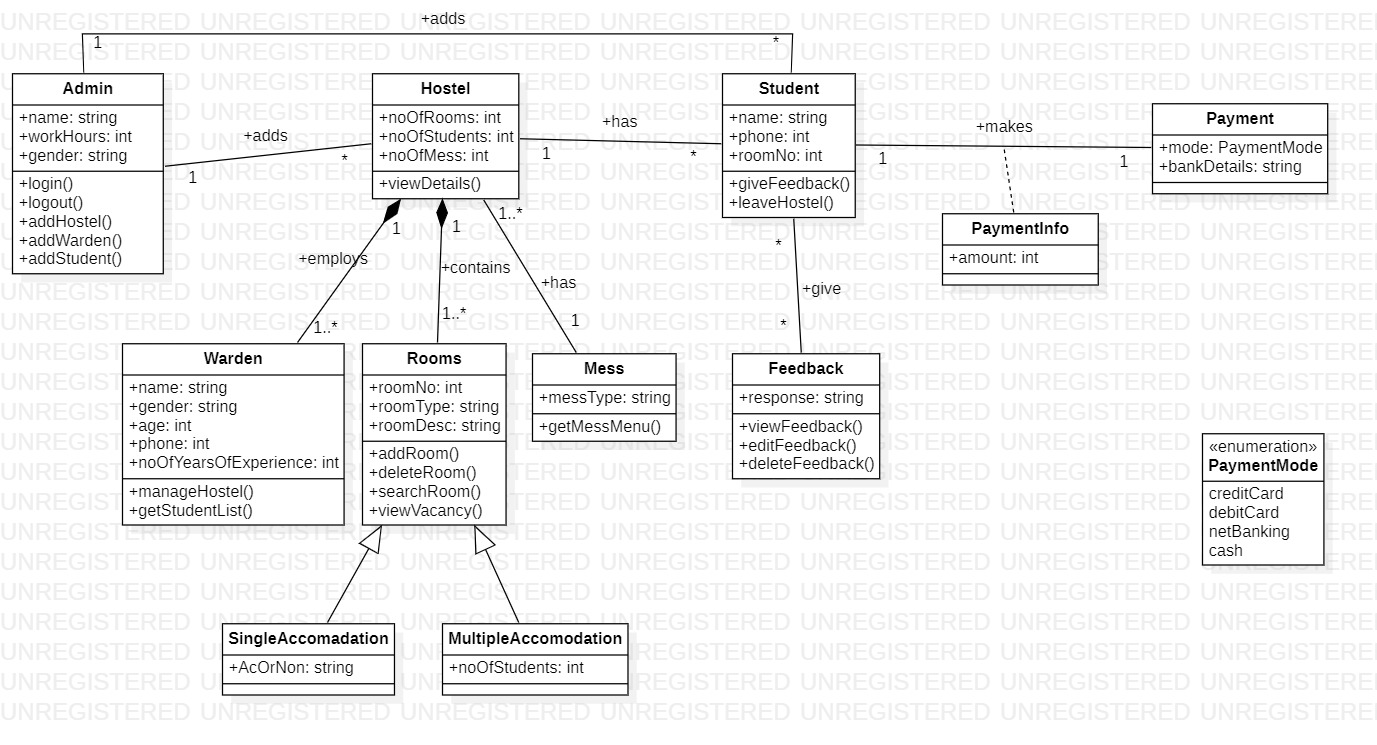 UNREGISTERED UNREGISTERED UNREGISTERED UNREGISTERED UNREGISTERED UNREGISTERED UNREGISTERED
+adds
1
*
Admin
+name: string
+workHours: int
+gender: string
+login()
+logout()
+addHostel()
+addWarden()
+addStudent()
+adds
1
*
Hostel
+noOfRooms: int
+noOfStudents: int
+noOfMess: int
+viewDetails()
+has
1
*
Student
+name: string
+phone: int
+roomNo: int
+giveFeedback()
+leaveHostel()
+makes
1
1
Payment
+mode: PaymentMode
+bankDetails: string
PaymentInfo
+amount: int
1
+employs
1..*
1
+contains
1..*
1..*
+has
1
*
+give
*
Warden
+name: string
+gender: string
+age: int
+phone: int
+noOfYearsOfExperience: int
+manageHostel()
+getStudentList()
Rooms
+roomNo: int
+roomType: string
+roomDesc: string
+addRoom()
+deleteRoom()
+searchRoom()
+viewVacancy()
Mess
+messType: string
+getMessMenu()
Feedback
+response: string
+viewFeedback()
+editFeedback()
+deleteFeedback()
«enumeration»
PaymentMode
creditCard
debitCard
netBanking
cash
SingleAccomadation
+AcOrNon: string
MultipleAccomodation
+noOfStudents: int